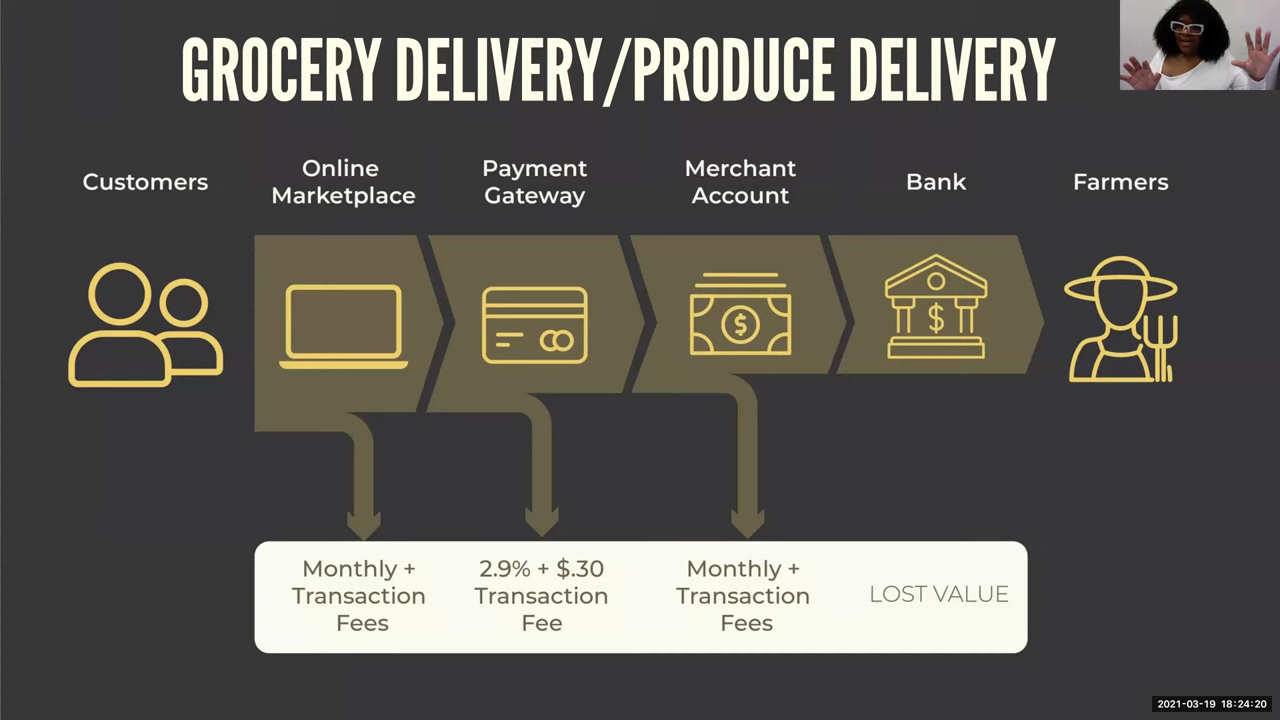 GROCERY DELIVERY/PRODUCE DELIVERY
Customers
Online
Marketplace
Payment
Gateway
Merchant
Account
Bank
Farmers
$
$
Monthly +
Transaction
Fees
2.9% + $.30
Transaction
Fee
Monthly +
Transaction
Fees
LOST VALUE
2021-03-19 18:24:20